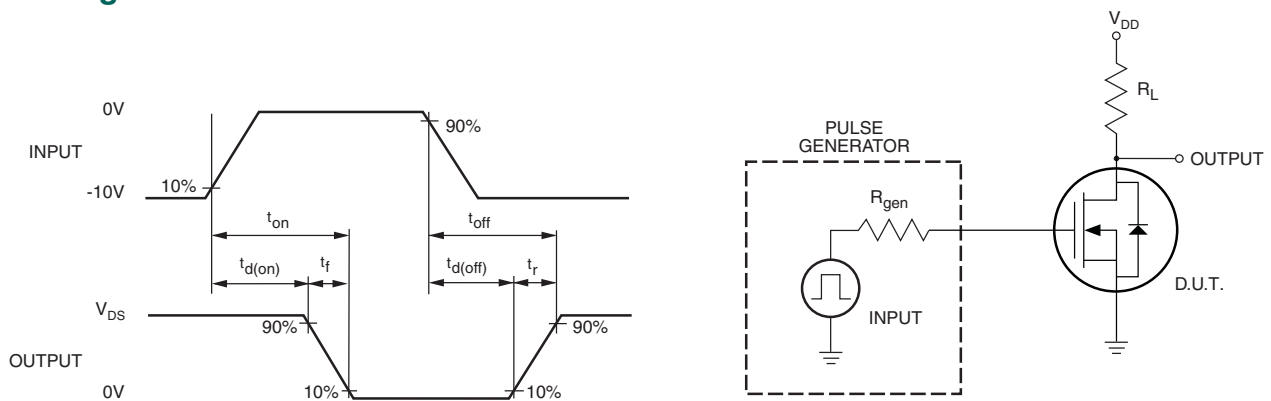 0V
INPUT
-10V
10%
90%
ton
toff
td(on)
tf
td(off)
tr
VDS
90%
90%
OUTPUT
0V
10%
10%
VDD
RL
PULSE
GENERATOR
OUTPUT
Rgen
INPUT
D.U.T.